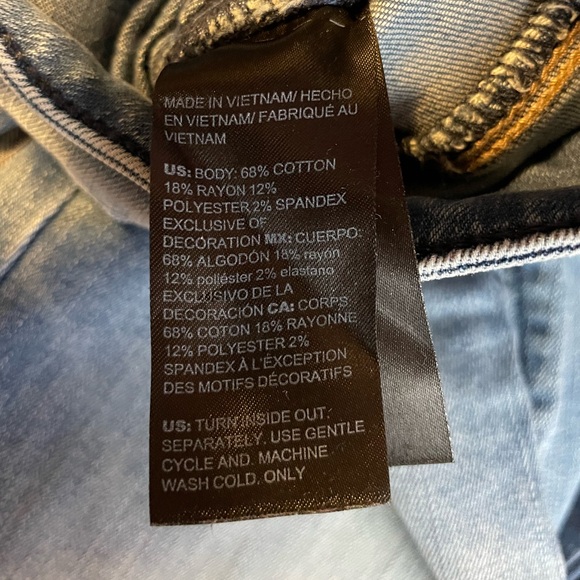 MADE IN VIETNAM/ HECHO
EN VIETNAM/ FABRIQUÉ AU
VIETNAM
US: BODY: 68% COTTON
18% RAYON 12%
POLYESTER 2% SPANDEX
EXCLUSIVE OF
DECORATION MX: CUERPO:
68% ALGODÓN 18% rayón
12% poliéster 2% elastano
EXCLUSIVO DE LA
DECORACIÓN CA: CORPS
68% COTON 18% RAYONNE
12% POLYESTER 2%
SPANDEX À L'ÉXCEPTION
DES MOTIFS DÉCORATIFS
US: TURN INSIDE OUT.
SEPARATELY. USE GENTLE
CYCLE AND. MACHINE
WASH COLD. ONLY